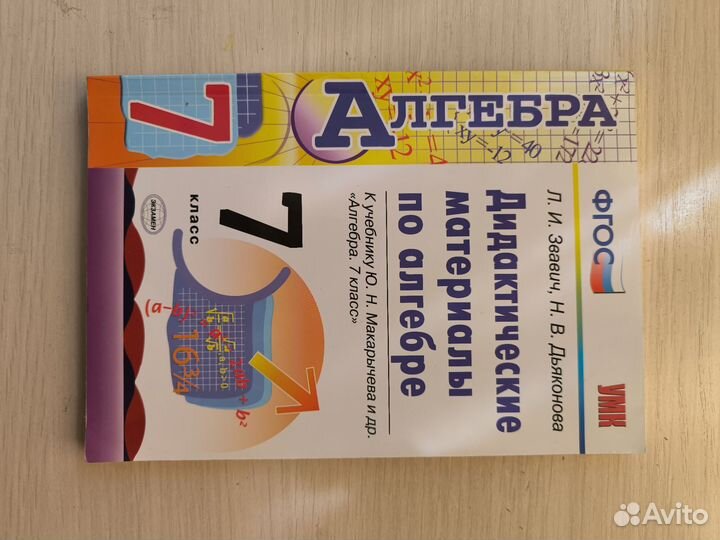 АЛГЕБРА
7
ФГОС
УМК
Л. И. Звавич, Н. В. Дьяконова
Дидактические
материалы
по алгебре
К учебнику Ю. Н. Макарычева и др.
«Алгебра. 7 класс»
7
класс
ЭКЗАМЕН
Avito